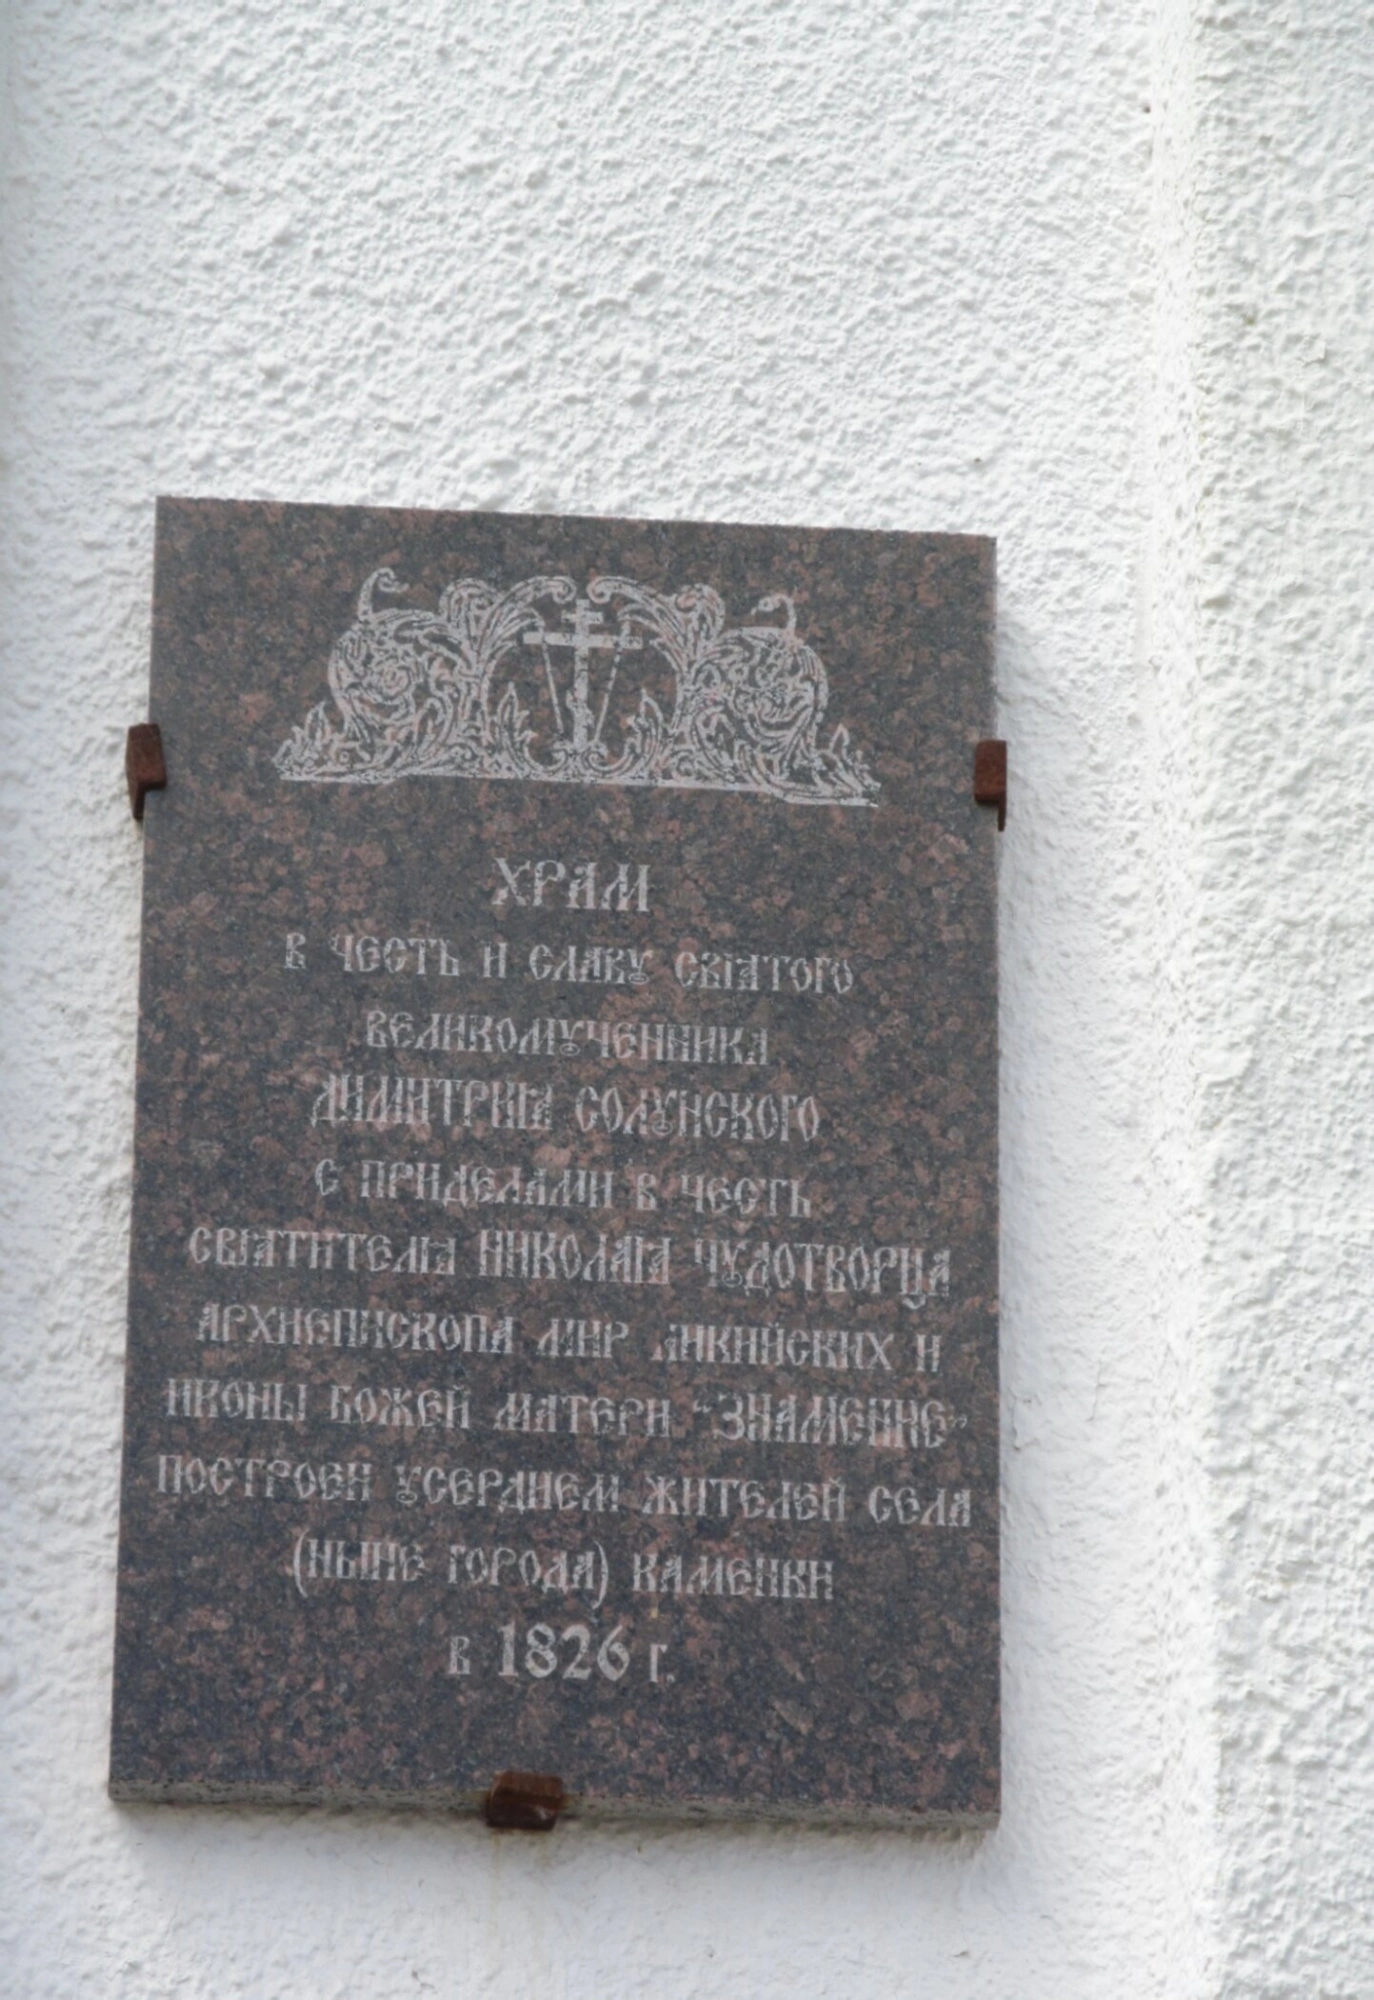 ХРАМ
В ЧЕСТЬ И СЛАВУ СВЯТОГО
ВЕЛИКОМУЧЕННИКА
ДИМИТРИЯ СОЛУНСКОГО
С ПРИДЕЛАМИ В ЧЕСТЬ
СВЯТИТЕЛЯ НИКОЛАЯ ЧУДОТВОРЦА
АРХИЕПИСКОПА МИР ЛИКИЙСКИХ И
ИКОНЫ БОЖЕЙ МАТЕРИ "ЗНАМЕНИЕ"
ПОСТРОЕН УСЕРДИЕМ ЖИТЕЛЕЙ СЕЛА
(НЫНЕ ГОРОДА) КАМЕНКИ
В 1826 Г.